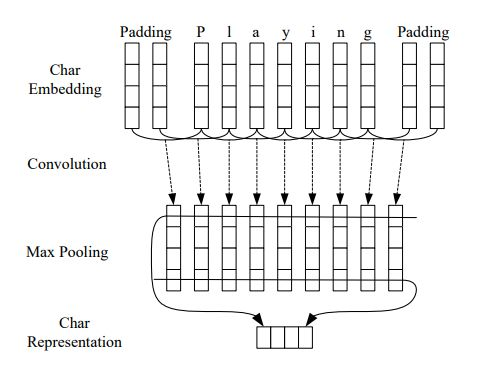 Padding P l a y i n g Padding
Char
Embedding
Convolution
Max Pooling
Char
Representation